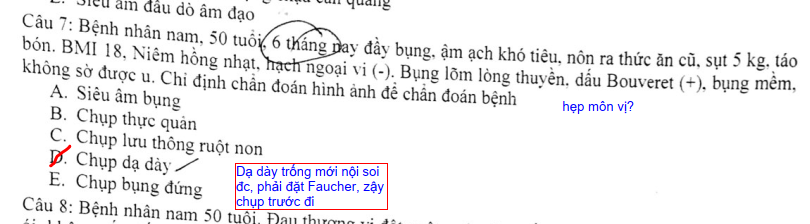 E. Siêu âm đầu dò âm đạo
Câu 7: Bệnh nhân nam, 50 tuổi, 6 tháng nay đầy bụng, ậm ạch khó tiêu, nôn ra thức ăn cũ, sụt 5 kg, táo
bón. BMI 18, Niêm hồng nhạt, hạch ngoại vi (-). Bụng lõm lòng thuyền, dấu Bouveret (+), bụng mềm,
không sờ được u. Chỉ định chẩn đoán hình ảnh để chẩn đoán bệnh
hẹp môn vị?
A. Siêu âm bụng
B. Chụp thực quản
C. Chụp lưu thông ruột non
D. Chụp dạ dày
E. Chụp bụng đứng
Dạ dày trống mới nội soi
đc, phải đặt Faucher, zậy
chụp trước đi
Câu 8: Bệnh nhân nam 50 tuổi. Đau thượng vị